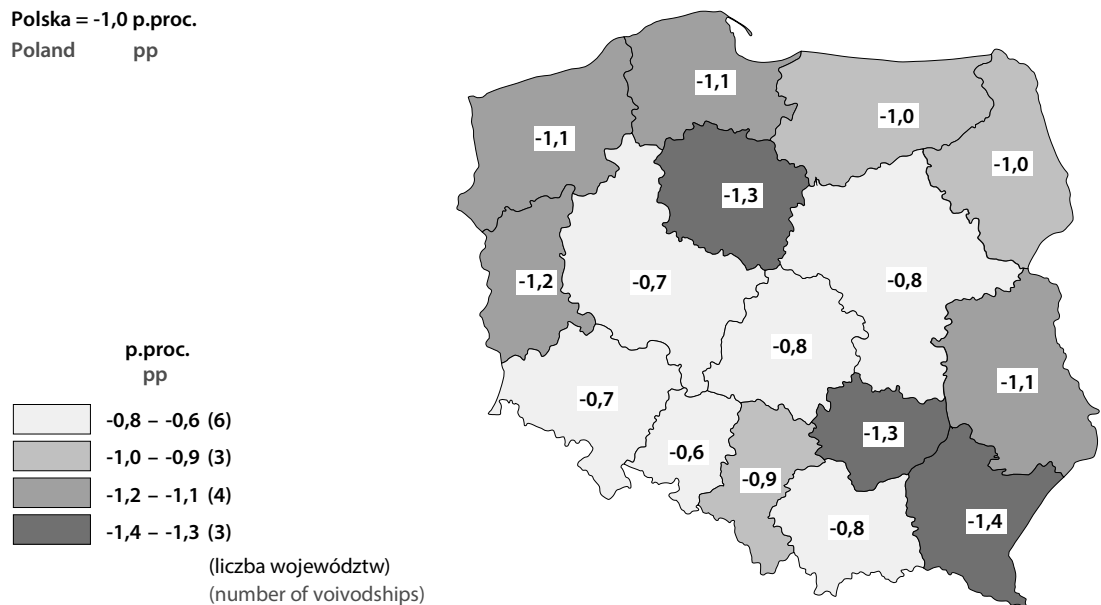 Polska = -1,0 p.proc.
Poland pp
-1,1
-1,0
-1,1
-1,0
-1,3
-1,2
-0,7
-0,8
-0,8
-1,1
-0,7
-1,3
-0,6
-0,9
-1,4
-0,8
p.proc.
pp
-0,8 – -0,6 (6)
-1,0 – -0,9 (3)
-1,2 – -1,1 (4)
-1,4 – -1,3 (3)
(liczba województw)
(number of voivodships)